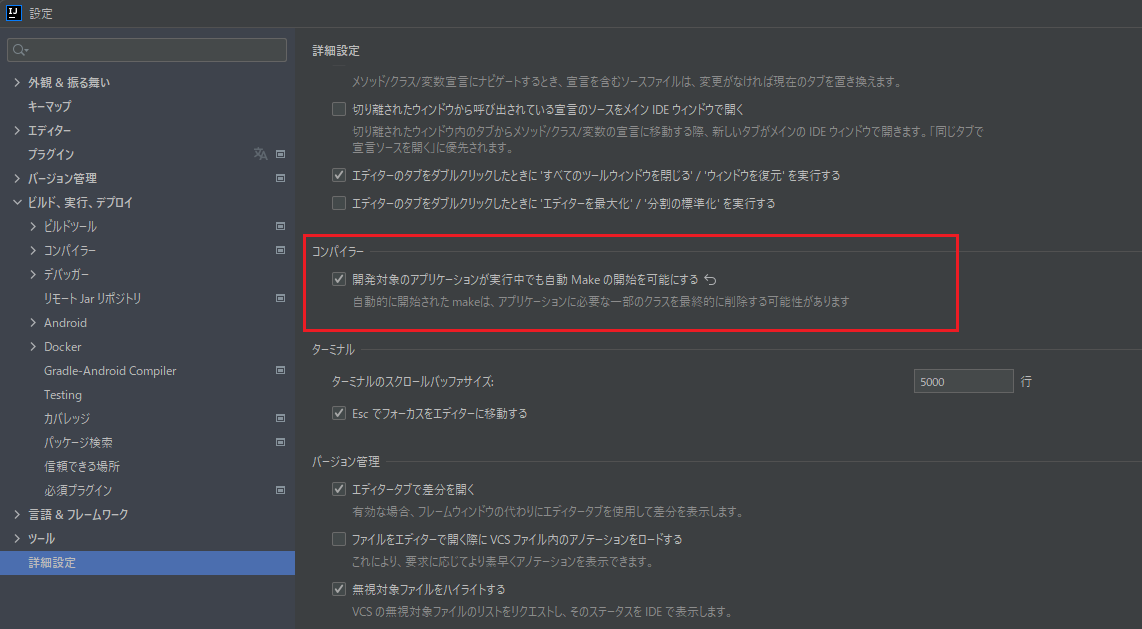 IJ 設定
外観 & 振る舞い
キーマップ
エディター
プラグイン
バージョン管理
ビルド、実行、デプロイ
ビルドツール
コンパイラー
デバッガー
リモート Jar リポジトリ
Android
Docker
Gradle-Android Compiler
Testing
カバレッジ
パッケージ検索
信頼できる場所
必須プラグイン
言語 & フレームワーク
ツール
詳細設定
詳細設定
メソッド/クラス/変数宣言にナビゲートするとき、宣言を含むソースファイルは、変更がなければ現在のタブを置き換えます。
切り離されたウィンドウから呼び出されている宣言のソースをメイン IDE ウィンドウで開く
切り離されたウィンドウ内のタブからメソッド/クラス/変数の宣言に移動する際、新しいタブがメインの IDE ウィンドウで開きます。「同じタブで
宣言ソースを開く」に優先されます。
エディターのタブをダブルクリックしたときに 'すべてのツールウィンドウを閉じる' / 'ウィンドウを復元' を実行する
エディターのタブをダブルクリックしたときに 'エディターを最大化' / '分割の標準化' を実行する
コンパイラー
開発対象のアプリケーションが実行中でも自動 Make の開始を可能にする
自動的に開始された makeは、アプリケーションに必要な一部のクラスを最終的に削除する可能性があります
ターミナル
ターミナルのスクロールバッファサイズ: 5000 行
Esc でフォーカスをエディターに移動する
バージョン管理
エディタータブで差分を開く
有効な場合、フレームウィンドウの代わりにエディタータブを使用して差分を表示します。
ファイルをエディターで開く際に VCS ファイル内のアノテーションをロードする
これにより、要求に応じてより素早くアノテーションを表示できます。
無視対象ファイルをハイライトする
VCS の無視対象ファイルのリストをリクエストし、そのステータスを IDE で表示します。